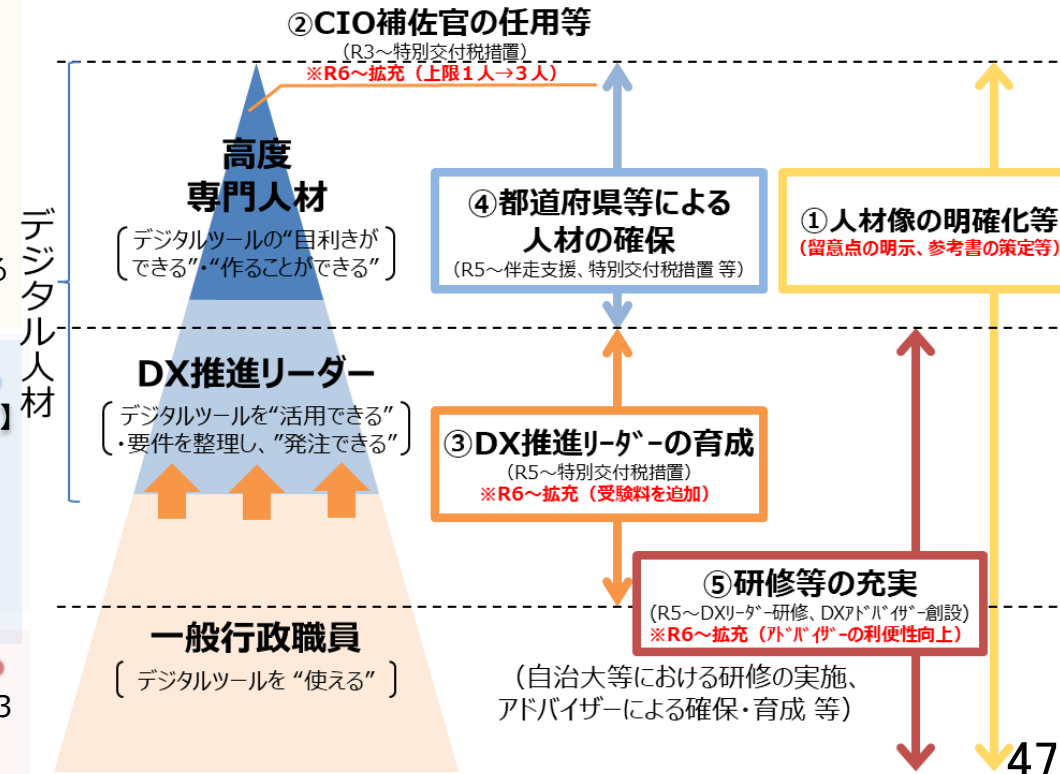 ②CIO補佐官の任用等
（R3～特別交付税措置）
※R6～拡充（上限１人→３人）
高度
専門人材
デジタルツールの“目利きが
できる”・“作ることができる”
デジタル人材
る
④都道府県等による
人材の確保
（R5～伴走支援、特別交付税措置 等）
①人材像の明確化等
（留意点の明示、参考書の策定等）
DX推進リーダー
デジタルツールを“活用できる”
・要件を整理し、”発注できる”
】
③DX推進ﾘｰﾀﾞｰの育成
（R5～特別交付税措置）
※R6～拡充（受験料を追加）
⑤研修等の充実
（R5～DXﾘｰﾀﾞｰ研修、DXｱﾄﾞﾊﾞｲｻﾞｰ創設）
※R6～拡充（ｱﾄﾞﾊﾞｲｻﾞｰの利便性向上）
一般行政職員
デジタルツールを “使える”
（自治大等における研修の実施、
アドバイザーによる確保・育成 等）
3
47